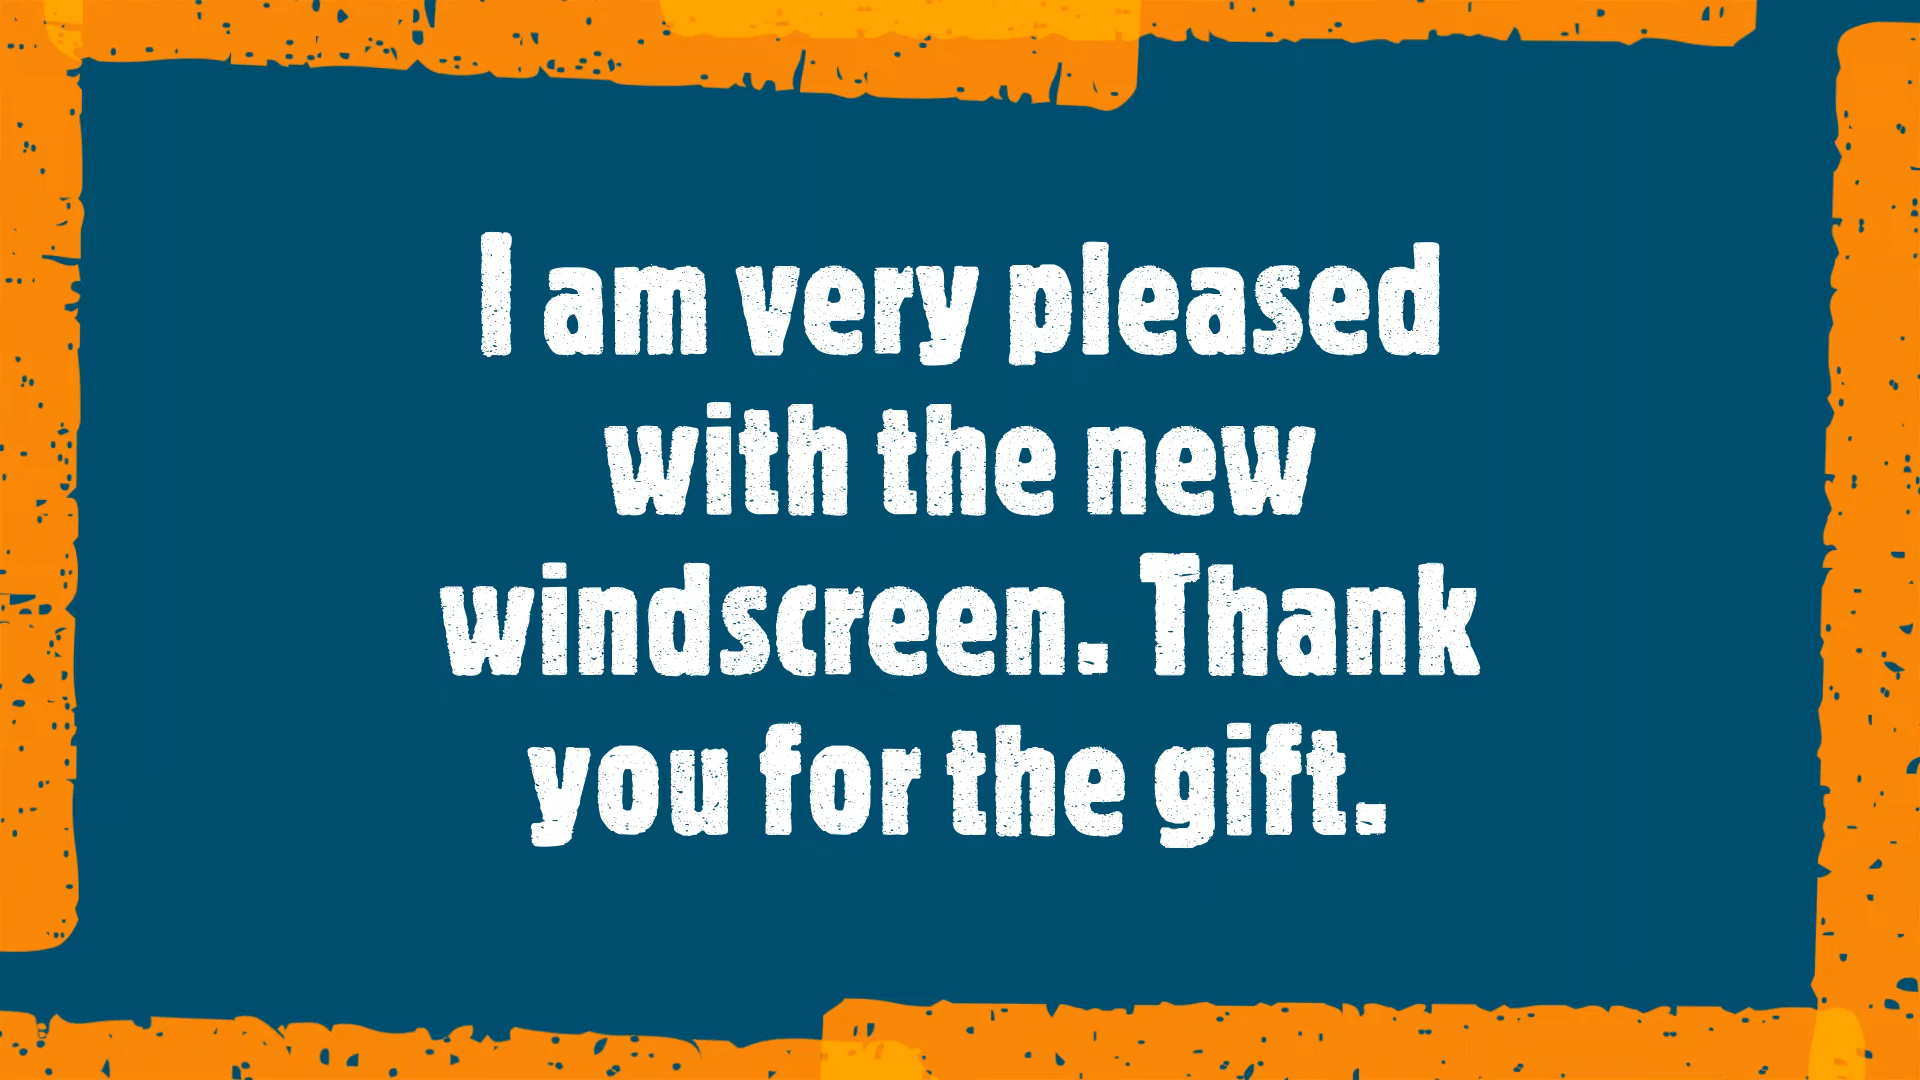 I am very pleased
with the new
windscreen. Thank
you for the gift.